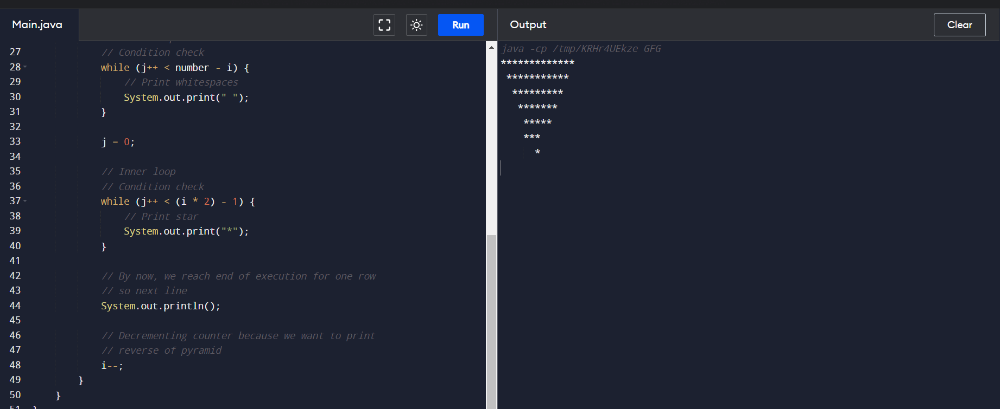 Main.java
Run
Output
Clear
27 // Condition check
28 while (j++ < number - i) {
29 // Print whitespaces
30 System.out.print(" ");
31 }
32
33 j = 0;
34
35 // Inner loop
36 // Condition check
37 while (j++ < (i * 2) - 1) {
38 // Print star
39 System.out.print("*");
40 }
41
42 // By now, we reach end of execution for one row
43 // so next line
44 System.out.println();
45
46 // Decrementing counter because we want to print
47 // reverse of pyramid
48 i--;
49 }
50 }
51 }
java -cp /tmp/KRHr4UEkze GFG
*************
 ***********
  *********
   *******
    *****
    ***
      *